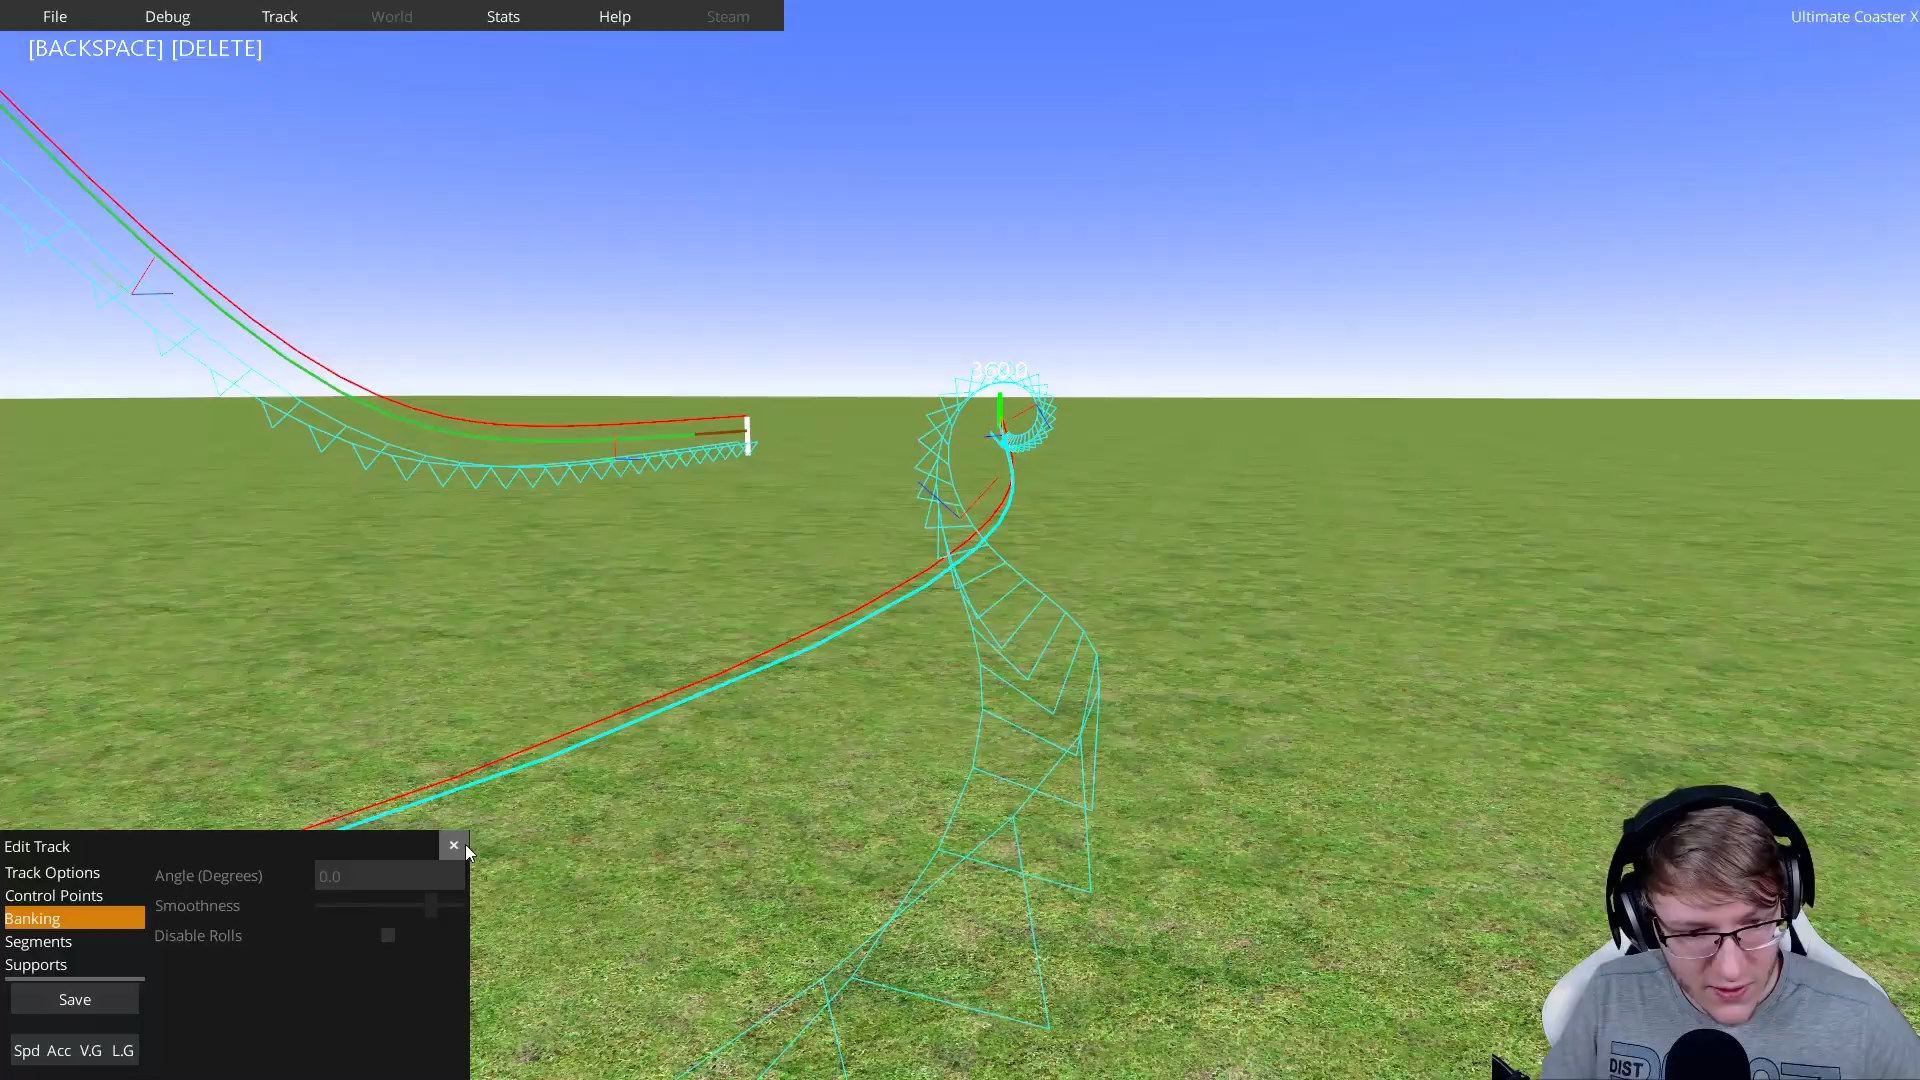 File Debug Track World Stats Help Steam
Ultimate Coaster X
[BACKSPACE] [DELETE]
360.0
Edit Track
×
Track Options
Control Points
Banking
Segments
Supports
Save
Spd Acc V.G L.G
Angle (Degrees) 0.0
Smoothness
Disable Rolls
DIST